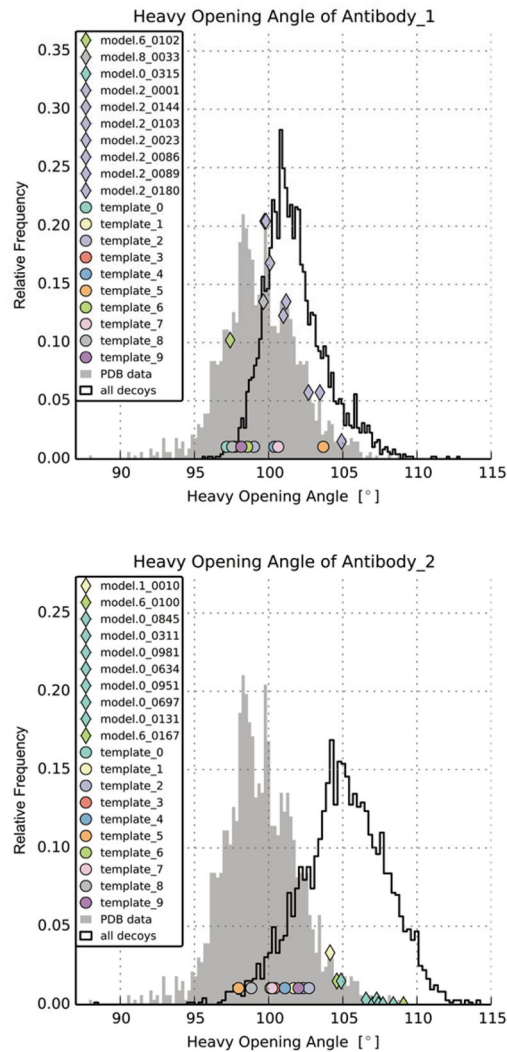 Heavy Opening Angle of Antibody_1
model.6_0102
model.8_0033
model.0_0315
model.2_0001
model.2_0144
model.2_0103
model.2_0023
model.2_0086
model.2_0089
model.2_0180
template_0
template_1
template_2
template_3
template_4
template_5
template_6
template_7
template_8
template_9
PDB data
all decoys
Relative Frequency
0.35
0.30
0.25
0.20
0.15
0.10
0.05
0.00
90 95 100 105 110 115
Heavy Opening Angle [°]
Heavy Opening Angle of Antibody_2
model.1_0010
model.6_0100
model.0_0845
model.0_0311
model.0_0981
model.0_0634
model.0_0951
model.0_0697
model.0_0131
model.6_0167
template_0
template_1
template_2
template_3
template_4
template_5
template_6
template_7
template_8
template_9
PDB data
all decoys
Relative Frequency
0.25
0.20
0.15
0.10
0.05
0.00
90 95 100 105 110 115
Heavy Opening Angle [°]